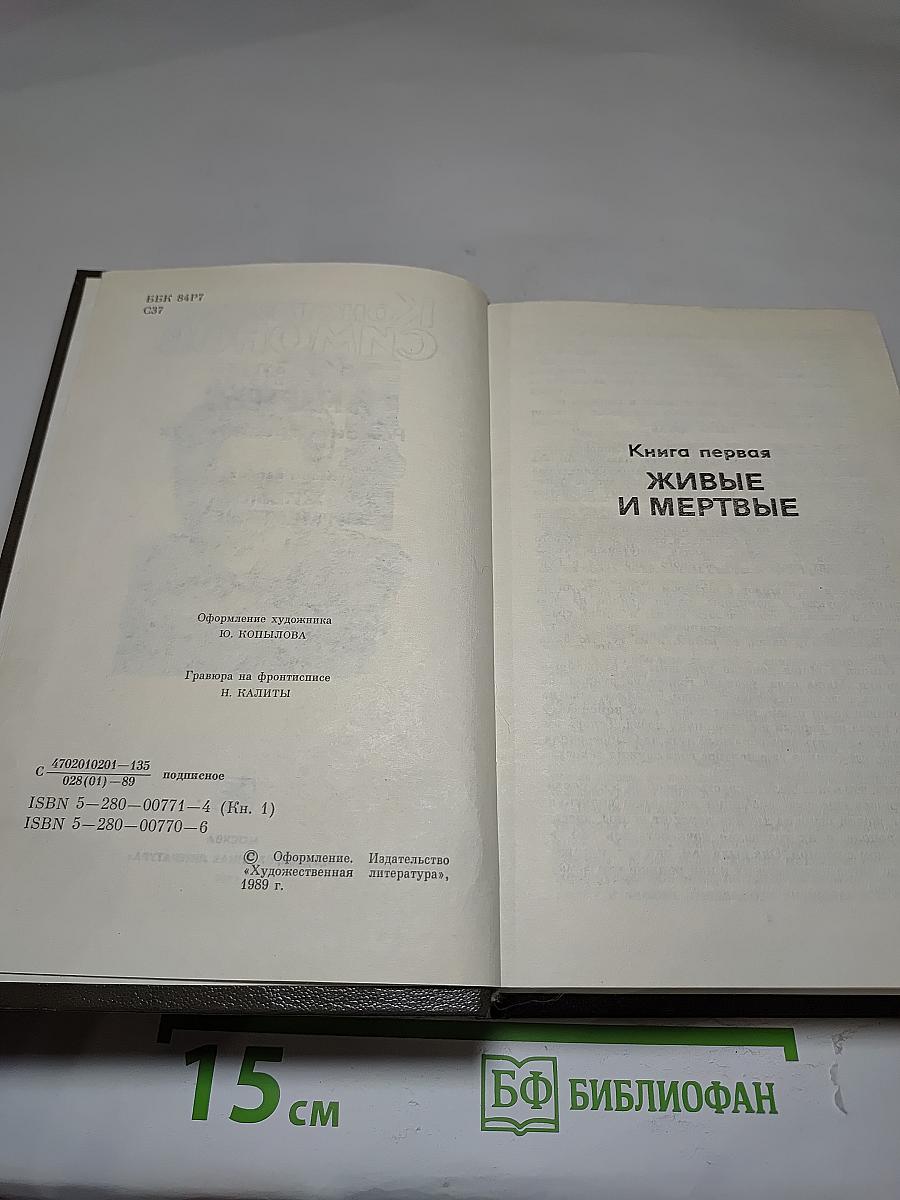 ББК 84Р7
С37
Оформление художника
Ю. КОПЫЛОВА
Гравюра на фронтисписе
Н. КАЛИТЫ
С 4702010201—135 подписное
028(01)—89
ISBN 5—280—00771—4 (Кн. 1)
ISBN 5—280—00770—6
© Оформление. Издательство
«Художественная литература»,
1989 г.
Книга первая
ЖИВЫЕ
И МЕРТВЫЕ
15 см
БФ БИБЛИОФАН